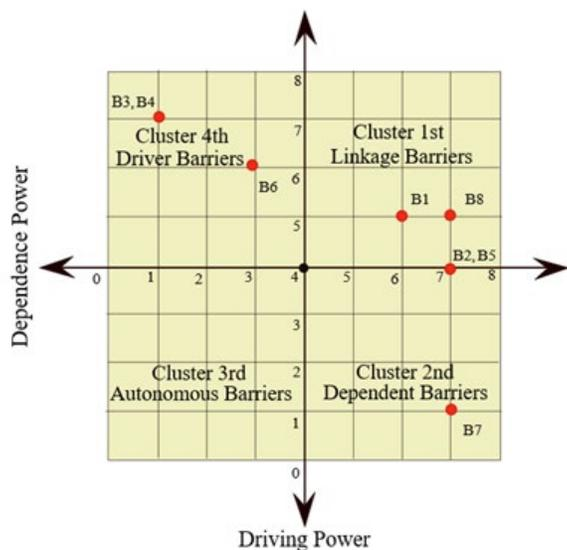 8
B3, B4
7
Cluster 4th
Driver Barriers
Cluster 1st
Linkage Barriers
6
B6
B1
B8
5
B2, B5
0
1
2
3
4
5
6
7
8
3
2
Cluster 3rd
Autonomous Barriers
Cluster 2nd
Dependent Barriers
1
B7
0
Dependence Power
Driving Power